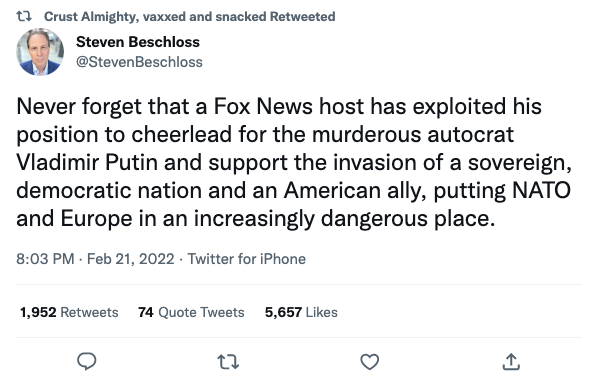 Crust Almighty, vaxxed and snacked Retweeted
Steven Beschloss
@StevenBeschloss
Never forget that a Fox News host has exploited his
position to cheerlead for the murderous autocrat
Vladimir Putin and support the invasion of a sovereign,
democratic nation and an American ally, putting NATO
and Europe in an increasingly dangerous place.
8:03 PM · Feb 21, 2022 · Twitter for iPhone
1,952 Retweets 74 Quote Tweets 5,657 Likes